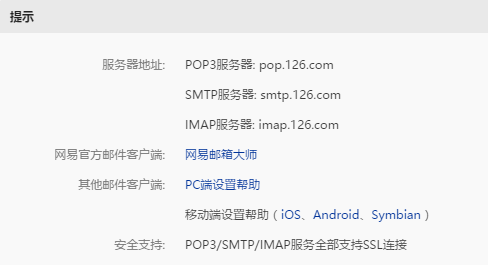 提示
服务器地址: POP3服务器: pop.126.com
SMTP服务器: smtp.126.com
IMAP服务器: imap.126.com
网易官方邮件客户端: 网易邮箱大师
其他邮件客户端: PC端设置帮助
移动端设置帮助（iOS、Android、Symbian）
安全支持: POP3/SMTP/IMAP服务全部支持SSL连接